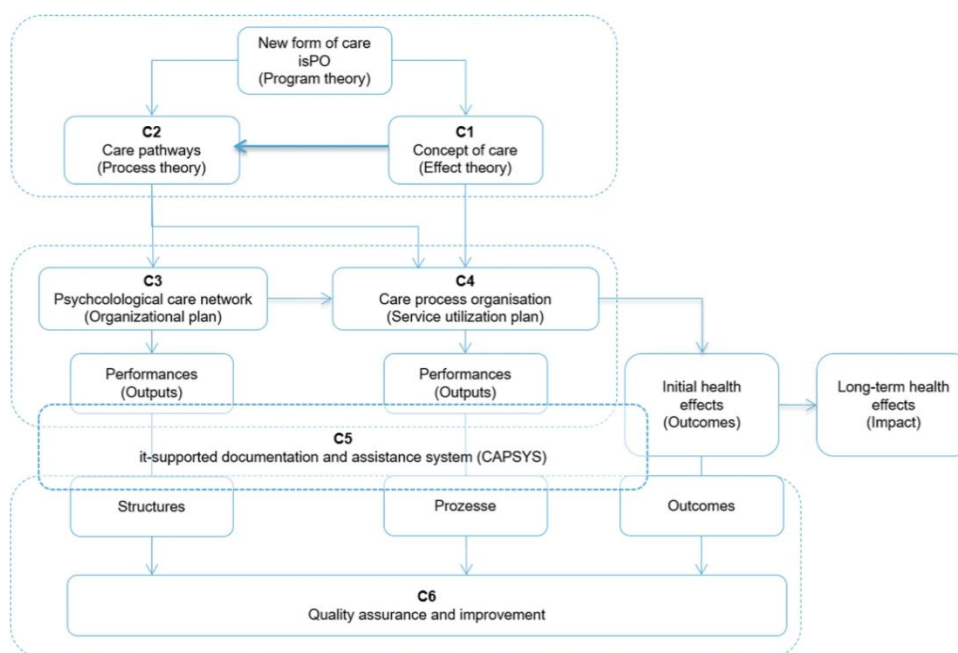 New form of care
isPO
(Program theory)
C2
Care pathways
(Process theory)
C1
Concept of care
(Effect theory)
C3
Psychcolological care network
(Organizational plan)
C4
Care process organisation
(Service utilization plan)
Performances
(Outputs)
Performances
(Outputs)
Initial health
effects
(Outcomes)
Long-term health
effects
(Impact)
C5
it-supported documentation and assistance system (CAPSYS)
Structures
Prozesse
Outcomes
C6
Quality assurance and improvement